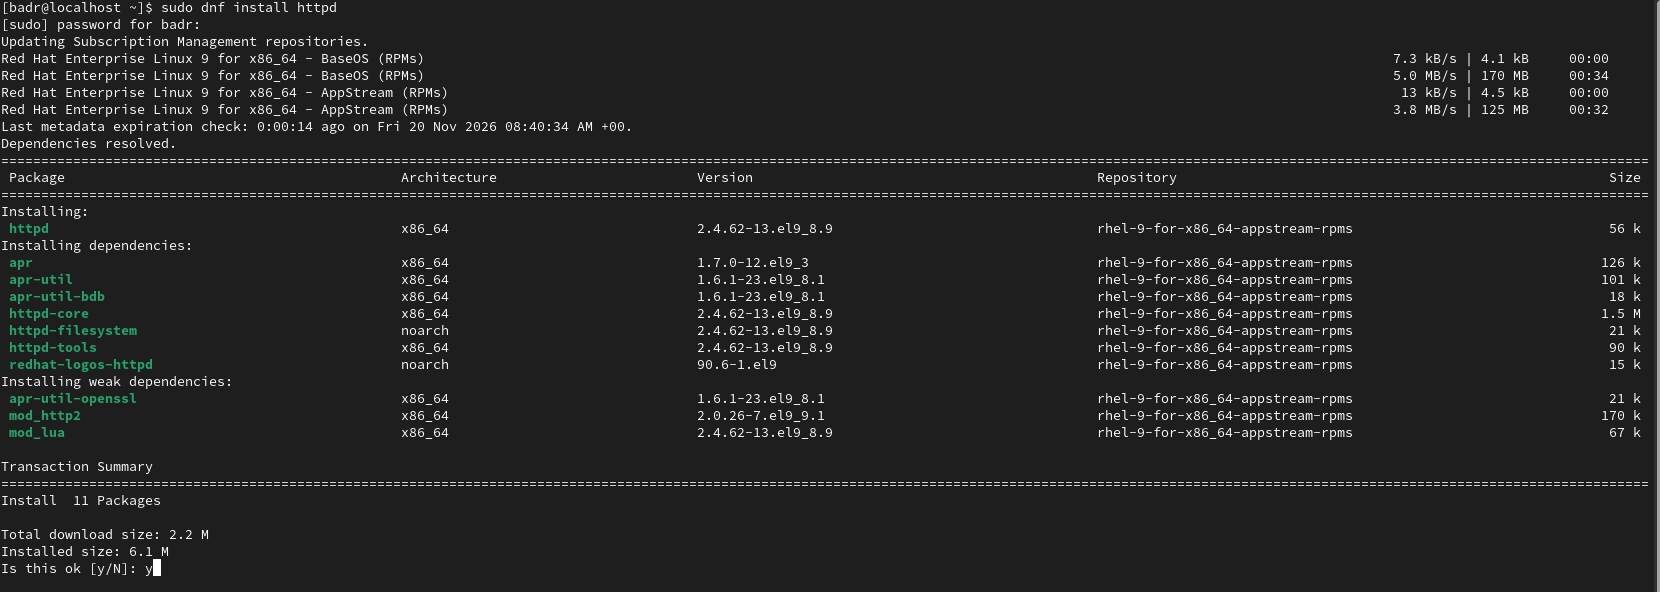 [badr@localhost ~]$ sudo dnf install httpd
[sudo] password for badr:
Updating Subscription Management repositories.
Red Hat Enterprise Linux 9 for x86_64 - BaseOS (RPMs) 7.3 kB/s | 4.1 kB 00:00
Red Hat Enterprise Linux 9 for x86_64 - BaseOS (RPMs) 5.0 MB/s | 170 MB 00:34
Red Hat Enterprise Linux 9 for x86_64 - AppStream (RPMs) 13 kB/s | 4.5 kB 00:00
Red Hat Enterprise Linux 9 for x86_64 - AppStream (RPMs) 3.8 MB/s | 125 MB 00:32
Last metadata expiration check: 0:00:14 ago on Fri 20 Nov 2026 08:40:34 AM +00.
Dependencies resolved.
Package Architecture Version Repository Size
Installing:
httpd x86_64 2.4.62-13.el9_8.9 rhel-9-for-x86_64-appstream-rpms 56 k
Installing dependencies:
apr x86_64 1.7.0-12.el9_3 rhel-9-for-x86_64-appstream-rpms 126 k
apr-util x86_64 1.6.1-23.el9_8.1 rhel-9-for-x86_64-appstream-rpms 101 k
apr-util-bdb x86_64 1.6.1-23.el9_8.1 rhel-9-for-x86_64-appstream-rpms 18 k
httpd-core x86_64 2.4.62-13.el9_8.9 rhel-9-for-x86_64-appstream-rpms 1.5 M
httpd-filesystem noarch 2.4.62-13.el9_8.9 rhel-9-for-x86_64-appstream-rpms 21 k
httpd-tools x86_64 2.4.62-13.el9_8.9 rhel-9-for-x86_64-appstream-rpms 90 k
redhat-logos-httpd noarch 90.6-1.el9 rhel-9-for-x86_64-appstream-rpms 15 k
Installing weak dependencies:
apr-util-openssl x86_64 1.6.1-23.el9_8.1 rhel-9-for-x86_64-appstream-rpms 21 k
mod_http2 x86_64 2.0.26-7.el9_9.1 rhel-9-for-x86_64-appstream-rpms 170 k
mod_lua x86_64 2.4.62-13.el9_8.9 rhel-9-for-x86_64-appstream-rpms 67 k
Transaction Summary
Install 11 Packages
Total download size: 2.2 M
Installed size: 6.1 M
Is this ok [y/N]: y